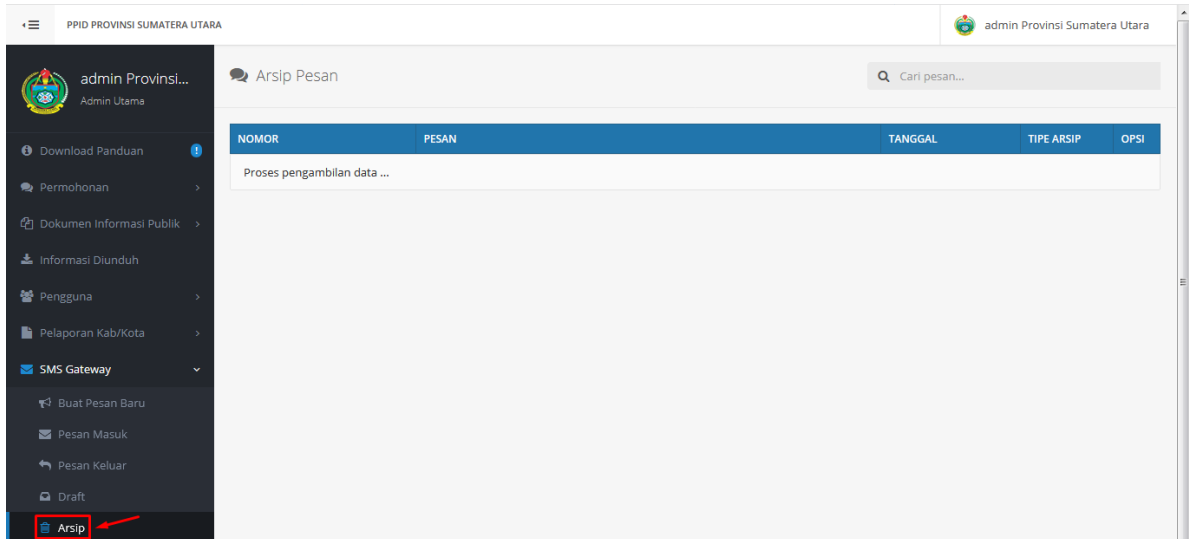 PPID PROVINSI SUMATERA UTARA
admin Provinsi Sumatera Utara
admin Provinsi...
Admin Utama
Download Panduan
Permohonan
Dokumen Informasi Publik
Informasi Diunduh
Pengguna
Pelaporan Kab/Kota
SMS Gateway
Buat Pesan Baru
Pesan Masuk
Pesan Keluar
Draft
Arsip
Arsip Pesan
Cari pesan...
NOMOR PESAN TANGGAL TIPE ARSIP OPSI
Proses pengambilan data ...